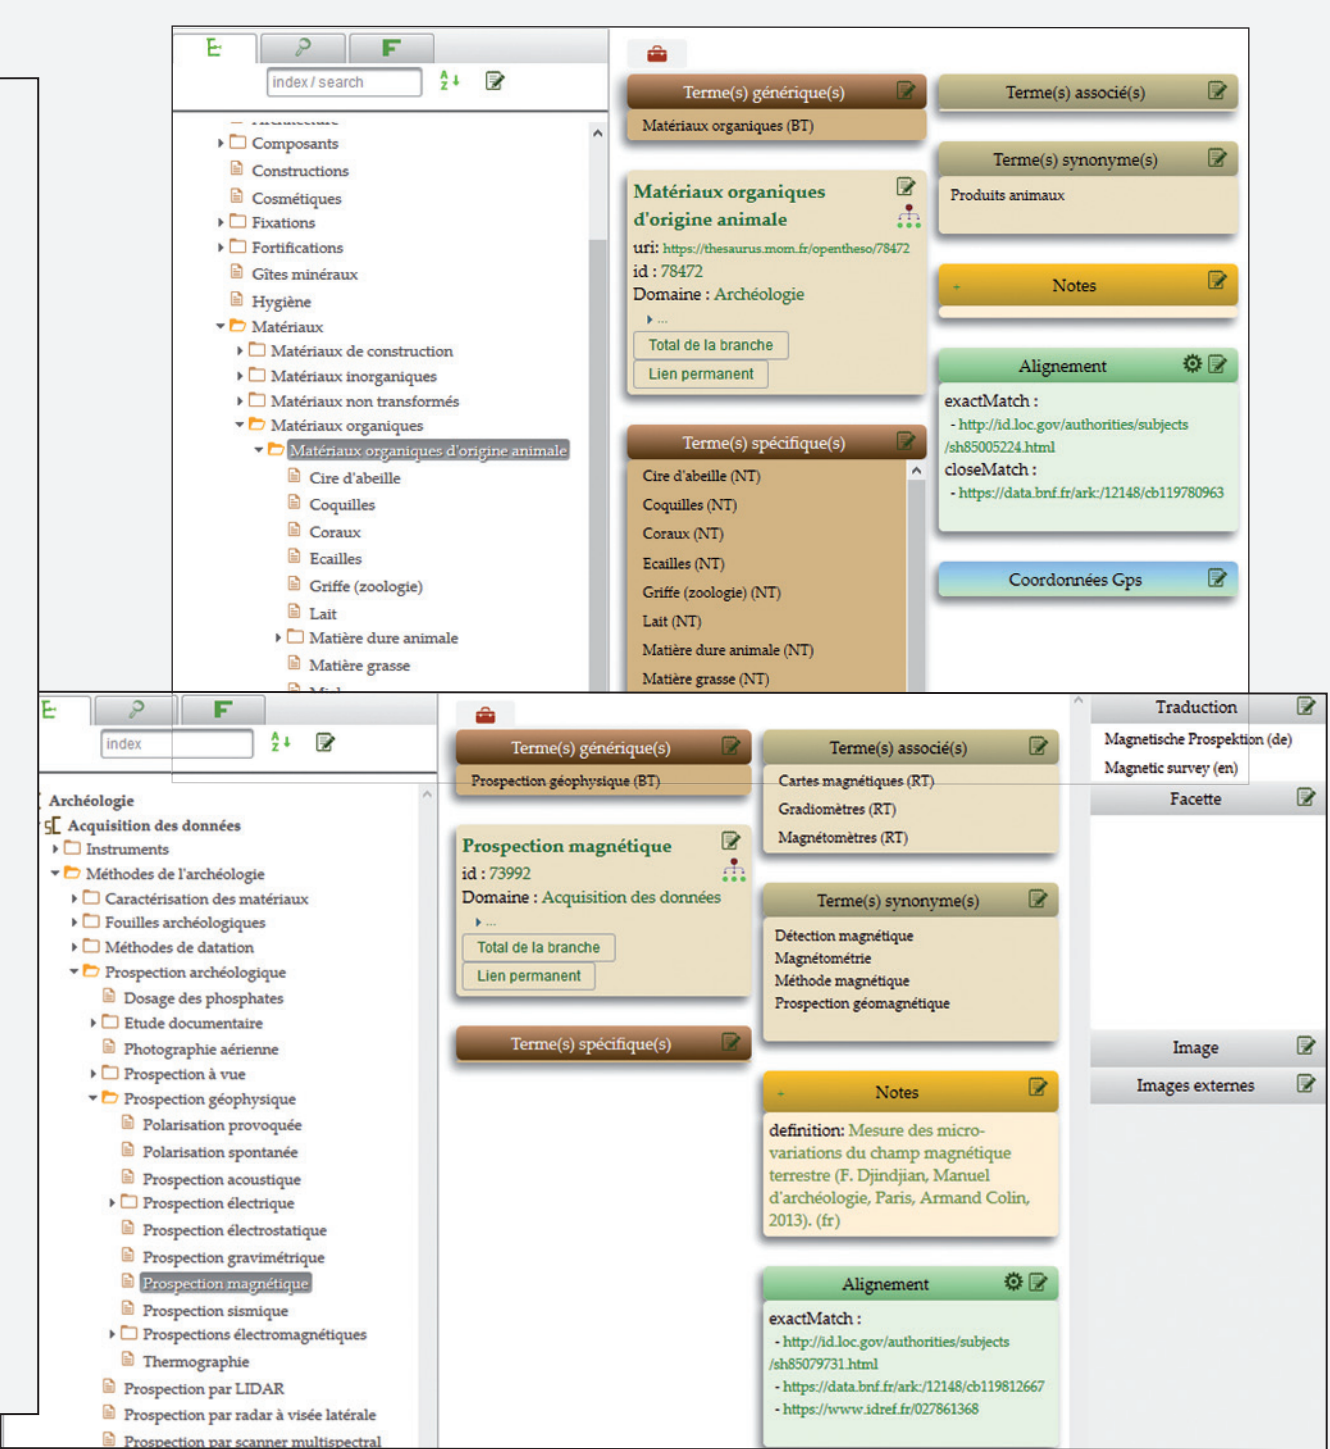 index / search
A
Z
Composants
Constructions
Cosmétiques
Fixations
Fortifications
Gîtes minéraux
Hygiène
Matériaux
Matériaux de construction
Matériaux inorganiques
Matériaux non transformés
Matériaux organiques
Matériaux organiques d'origine animale
Cire d'abeille
Coquilles
Coraux
Ecailles
Griffe (zoologie)
Lait
Matière dure animale
Matière grasse
Terme(s) générique(s)
Matériaux organiques (BT)
Matériaux organiques
d'origine animale
uri: https://thesaurus.mom.fr/opentheso/78472
id : 78472
Domaine : Archéologie
...
Total de la branche
Lien permanent
Terme(s) spécifique(s)
Cire d'abeille (NT)
Coquilles (NT)
Coraux (NT)
Ecailles (NT)
Griffe (zoologie) (NT)
Lait (NT)
Matière dure animale (NT)
Matière grasse (NT)
Terme(s) associé(s)
Terme(s) synonyme(s)
Produits animaux
+ Notes
Alignement
exactMatch :
- http://id.loc.gov/authorities/subjects
/sh85005224.html
closeMatch :
- https://data.bnf.fr/ark:/12148/cb119780963
Coordonnées Gps
index
A
Z
Archéologie
Acquisition des données
Instruments
Méthodes de l'archéologie
Caractérisation des matériaux
Fouilles archéologiques
Méthodes de datation
Prospection archéologique
Dosage des phosphates
Etude documentaire
Photographie aérienne
Prospection à vue
Prospection géophysique
Polarisation provoquée
Polarisation spontanée
Prospection acoustique
Prospection électrique
Prospection électrostatique
Prospection gravimétrique
Prospection magnétique
Prospection sismique
Prospections électromagnétiques
Thermographie
Prospection par LIDAR
Prospection par radar à visée latérale
Prospection par scanner multispectral
Terme(s) générique(s)
Prospection géophysique (BT)
Prospection magnétique
id : 73992
Domaine : Acquisition des données
...
Total de la branche
Lien permanent
Terme(s) spécifique(s)
Terme(s) associé(s)
Cartes magnétiques (RT)
Gradiomètres (RT)
Magnétomètres (RT)
Terme(s) synonyme(s)
Détection magnétique
Magnétométrie
Méthode magnétique
Prospection géomagnétique
+ Notes
definition: Mesure des micro-
variations du champ magnétique
terrestre (F. Djindjian, Manuel
d'archéologie, Paris, Armand Colin,
2013). (fr)
Alignement
exactMatch :
- http://id.loc.gov/authorities/subjects
/sh85079731.html
- https://data.bnf.fr/ark:/12148/cb119812667
- https://www.idref.fr/027861368
Traduction
Magnetische Prospektion (de)
Magnetic survey (en)
Facette
Image
Images externes